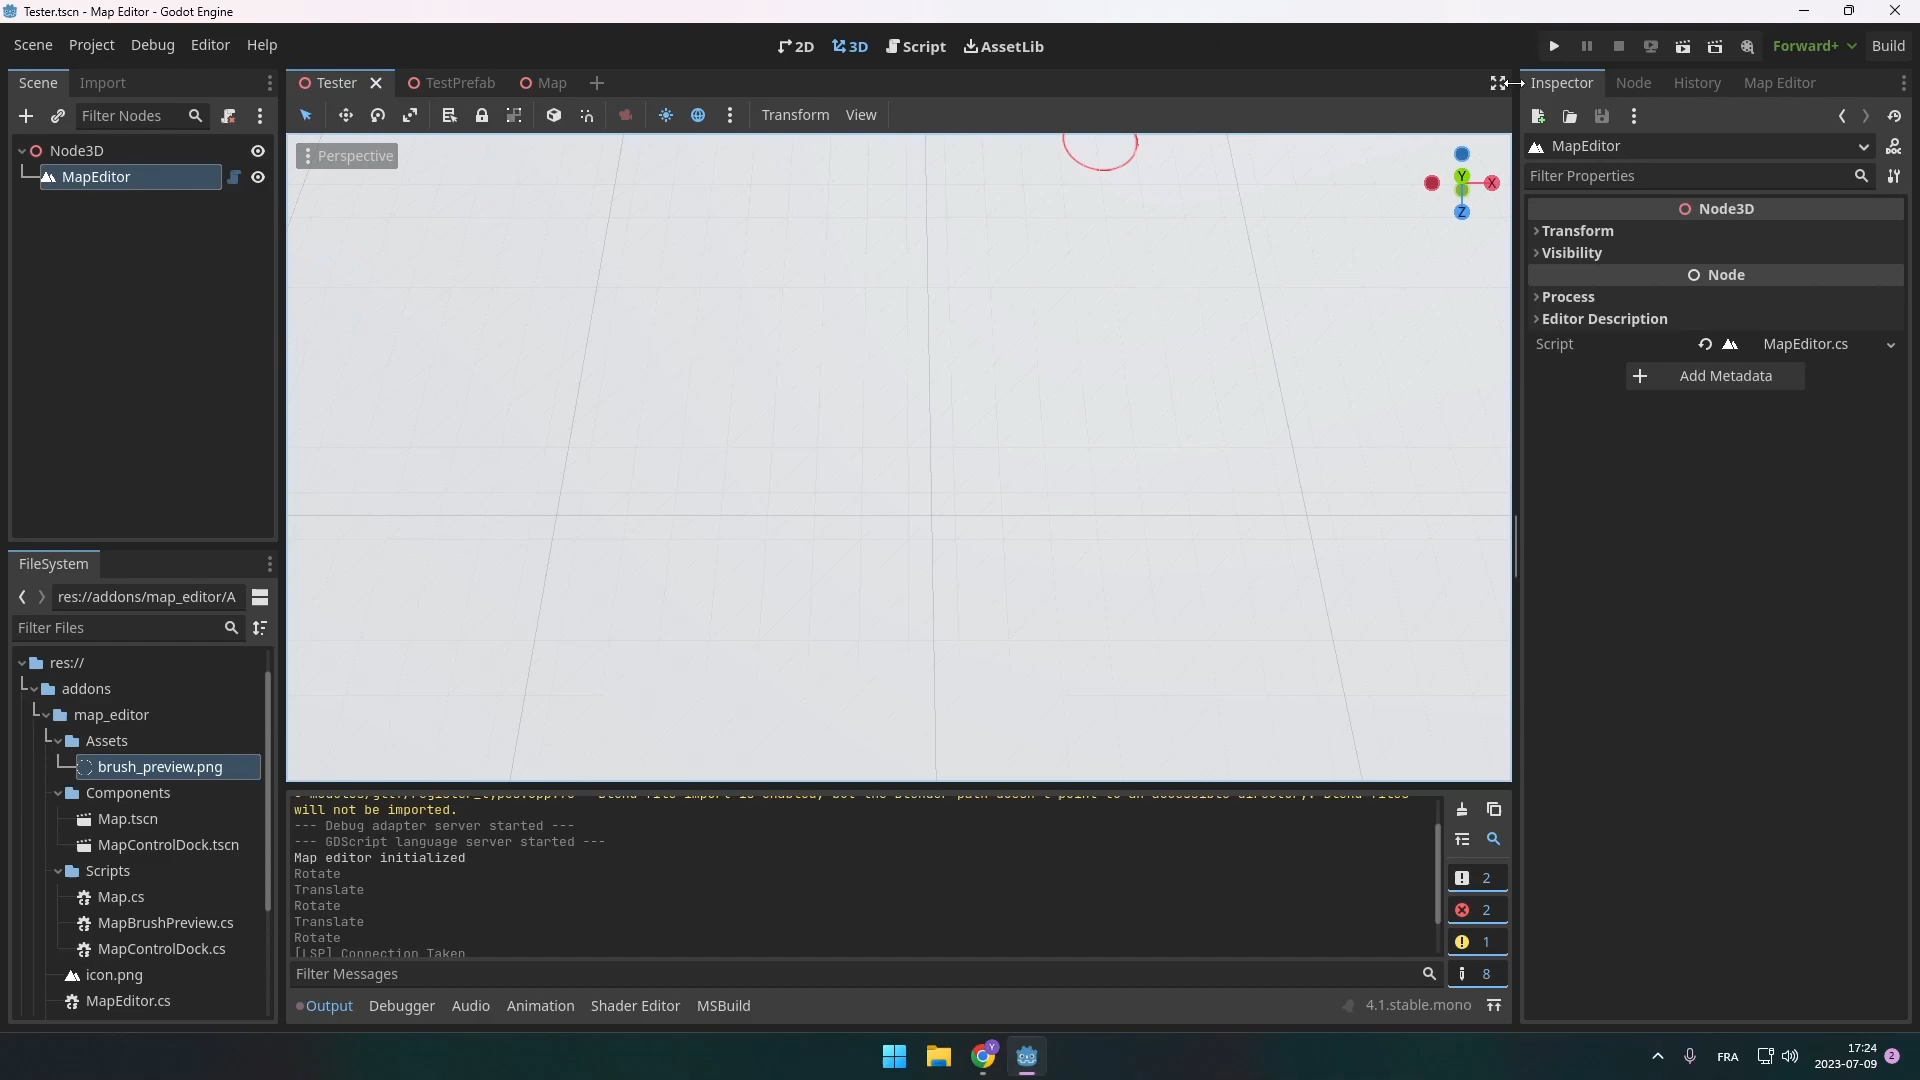 Tester.tscn - Map Editor - Godot Engine
Scene Project Debug Editor Help
2D 3D Script AssetLib
Forward+ Build
Scene Import
Tester TestPrefab Map
Inspector Node History Map Editor
Filter Nodes
Transform View
Node3D
MapEditor
Perspective
Y X
Z
MapEditor
Filter Properties
Node3D
Transform
Visibility
Node
Process
Editor Description
Script MapEditor.cs
Add Metadata
FileSystem
res://addons/map_editor/A
Filter Files
res://
addons
map_editor
Assets
brush_preview.png
Components
Map.tscn
MapControlDock.tscn
Scripts
Map.cs
MapBrushPreview.cs
MapControlDock.cs
icon.png
MapEditor.cs
will not be imported.
--- Debug adapter server started ---
--- GDScript language server started ---
Map editor initialized
Rotate
Translate
Rotate
Translate
Rotate
[LSP] Connection Taken
2
2
1
8
Filter Messages
Output Debugger Audio Animation Shader Editor MSBuild
4.1.stable.mono
Y
FRA
17:24
2023-07-09
2